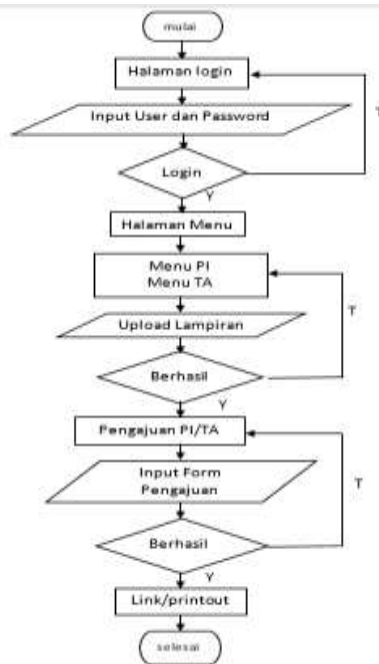 mulai
Halaman login
Input User dan Password
T
Login
Y
Halaman Menu
Menu PI
Menu TA
T
Upload Lampiran
Berhasil
Y
Pengajuan PI/TA
Input Form
Pengajuan
T
Berhasil
Y
Link/printout
selesai